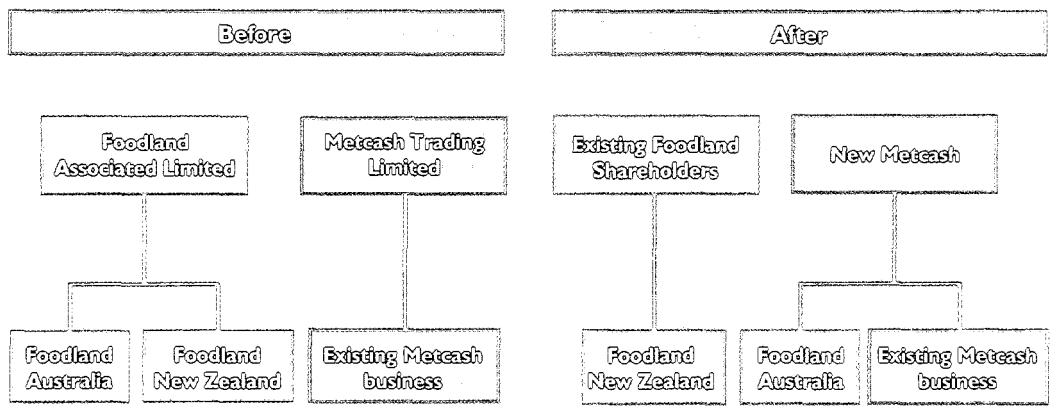 Before
After
Foodland
Associated Limited
Metcash Trading
Limited
Existing Foodland
Shareholders
New Metcash
Foodland
Australia
Foodland
New Zealand
Existing Metcash
business
Foodland
New Zealand
Foodland
Australia
Existing Metcash
business